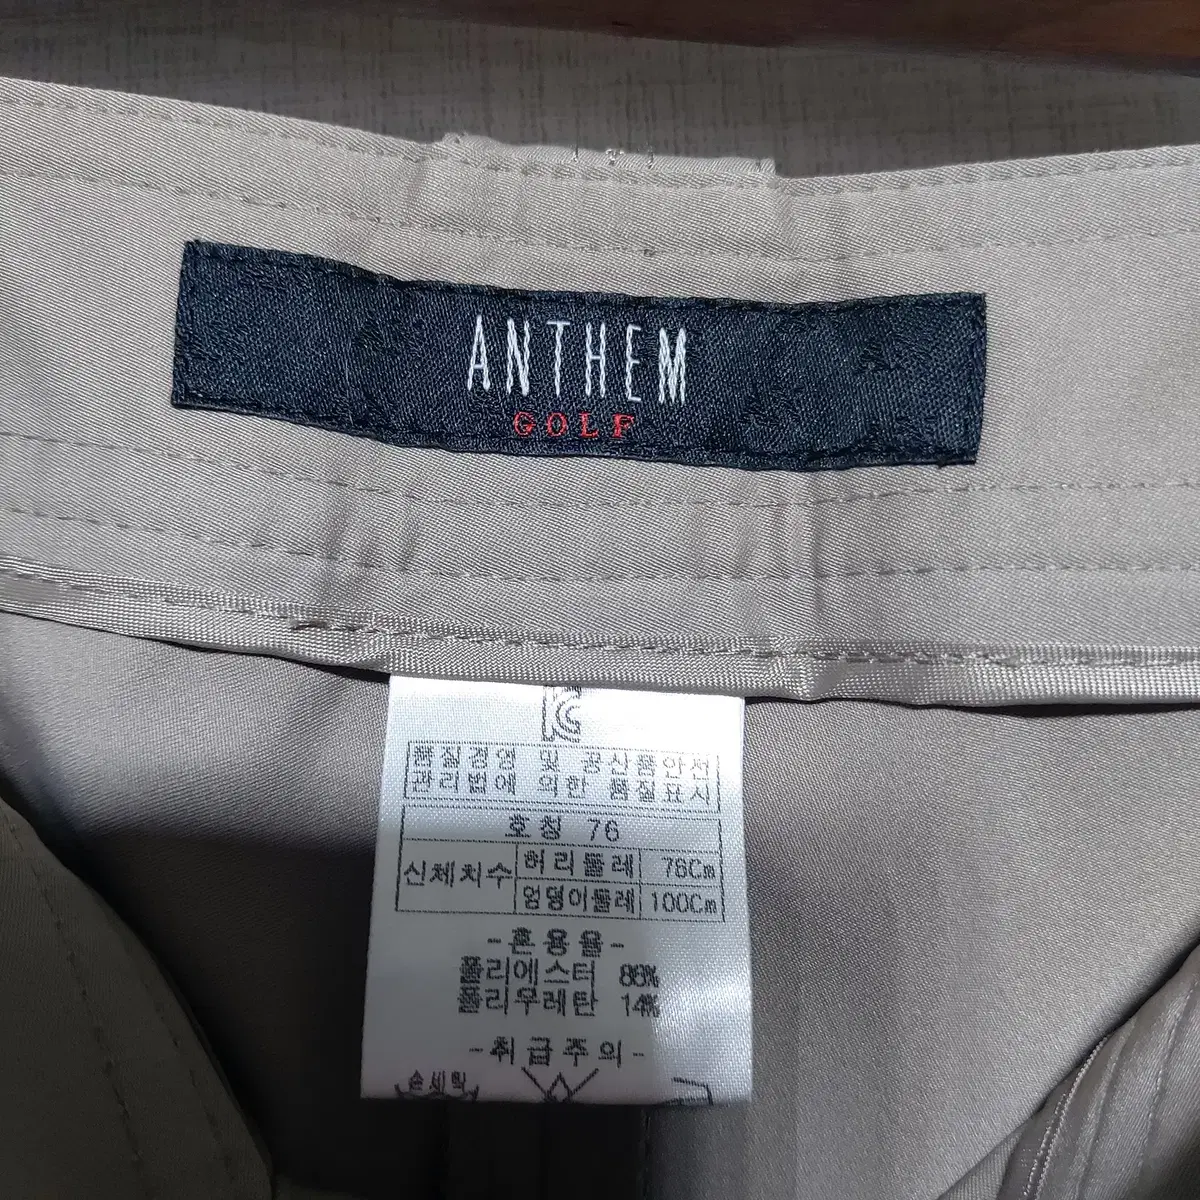 ANTHEM
GOLF
품질경영 및 공산품안전
관리법에 의한 품질표시
호칭 76
신체치수 허리둘레 78Cm
엉덩이둘레 100Cm
-혼용율-
폴리에스터 86%
폴리우레탄 14%
-취급주의-
손세탁